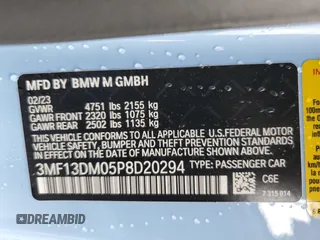 MFD BY BMW M GMBH
02/23
GVWR 4751 lbs 2155 kg
GAWR FRONT 2320 lbs 1075 kg
GAWR REAR 2502 lbs 1135 kg
THIS VEHICLE CONFORMS TO ALL APPLICABLE
U.S. FEDERAL MOTOR VEHICLE SAFETY, BUMPER,
AND THEFT PREVENTION STANDARDS IN EFFECT
ON THE DATE OF MANUFACTURE SHOWN ABOVE.
3MF13DM05P8D20294 TYPE: PASSENGER CAR
C6E